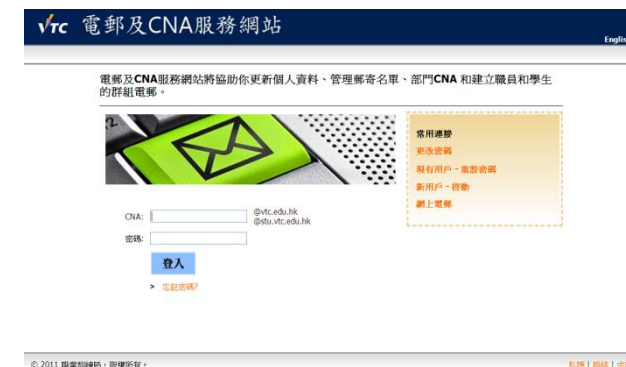 VTC 電郵及CNA服務網站
Englis
電郵及CNA服務網站將協助你更新個人資料、管理郵寄名單、部門CNA 和建立職員和學生
的群組電郵。
常用連接
更改密碼
現有用戶 - 重設密碼
新用戶 - 啓動
網上電郵
CNA:
@vtc.edu.hk
@stu.vtc.edu.hk
密碼:
登入
> 忘記密碼?
© 2011 職業訓練局，版權所有。
私隱 | 聯絡 |